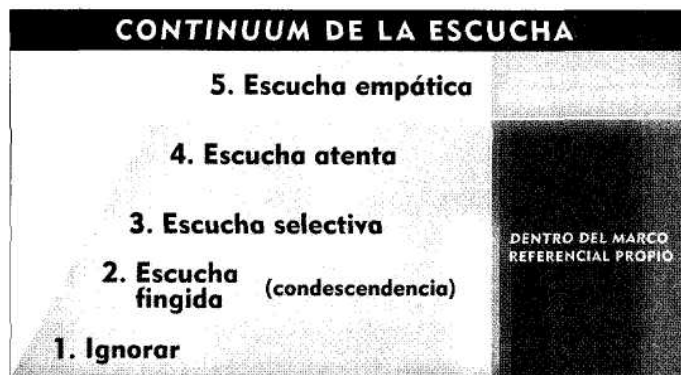 CONTINUUM DE LA ESCUCHA
5. Escucha empática
4. Escucha atenta
3. Escucha selectiva
2. Escucha
fingida (condescendencia)
1. Ignorar
DENTRO DEL MARCO
REFERENCIAL PROPIO